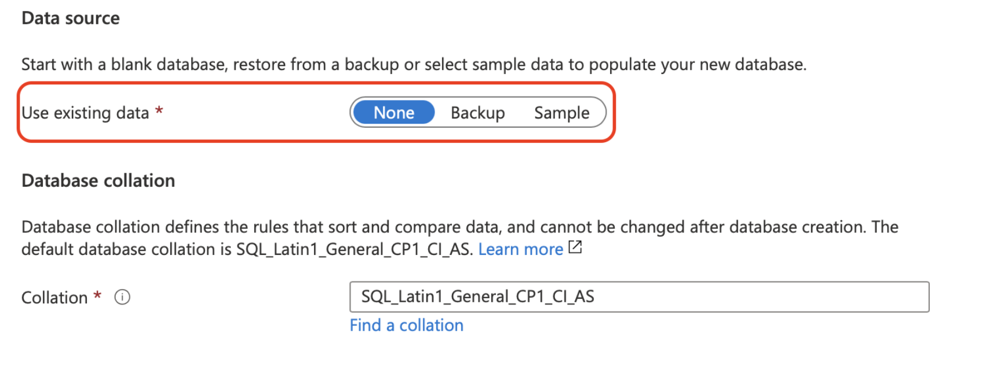 Data source
Start with a blank database, restore from a backup or select sample data to populate your new database.
Use existing data * None Backup Sample
Database collation
Database collation defines the rules that sort and compare data, and cannot be changed after database creation. The
default database collation is SQL_Latin1_General_CP1_CI_AS. Learn more
Collation * SQL_Latin1_General_CP1_CI_AS
Find a collation